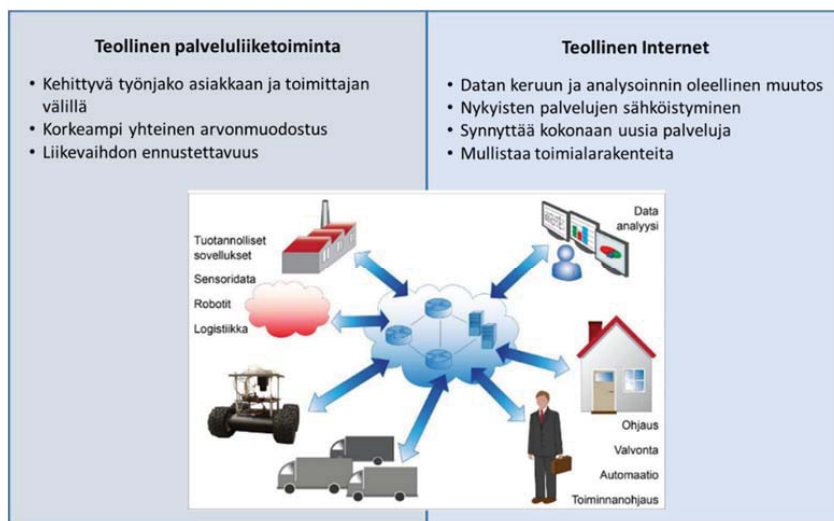 Teollinen palveluliiketoiminta
• Kehittyvä työnjako asiakkaan ja toimittajan
välillä
• Korkeampi yhteinen arvonmuodostus
• Liikevaihdon ennustettavuus
Teollinen Internet
• Datan keruun ja analysoinnin oleellinen muutos
• Nykyisten palvelujen sähköistyminen
• Synnyttää kokonaan uusia palveluja
• Mullistaa toimialarakenteita
Tuotannolliset
sovellukset
Sensoridata
Robotit
Logistiikka
Data
analyysi
Ohjaus
Valvonta
Automaatio
Toiminnanohjaus